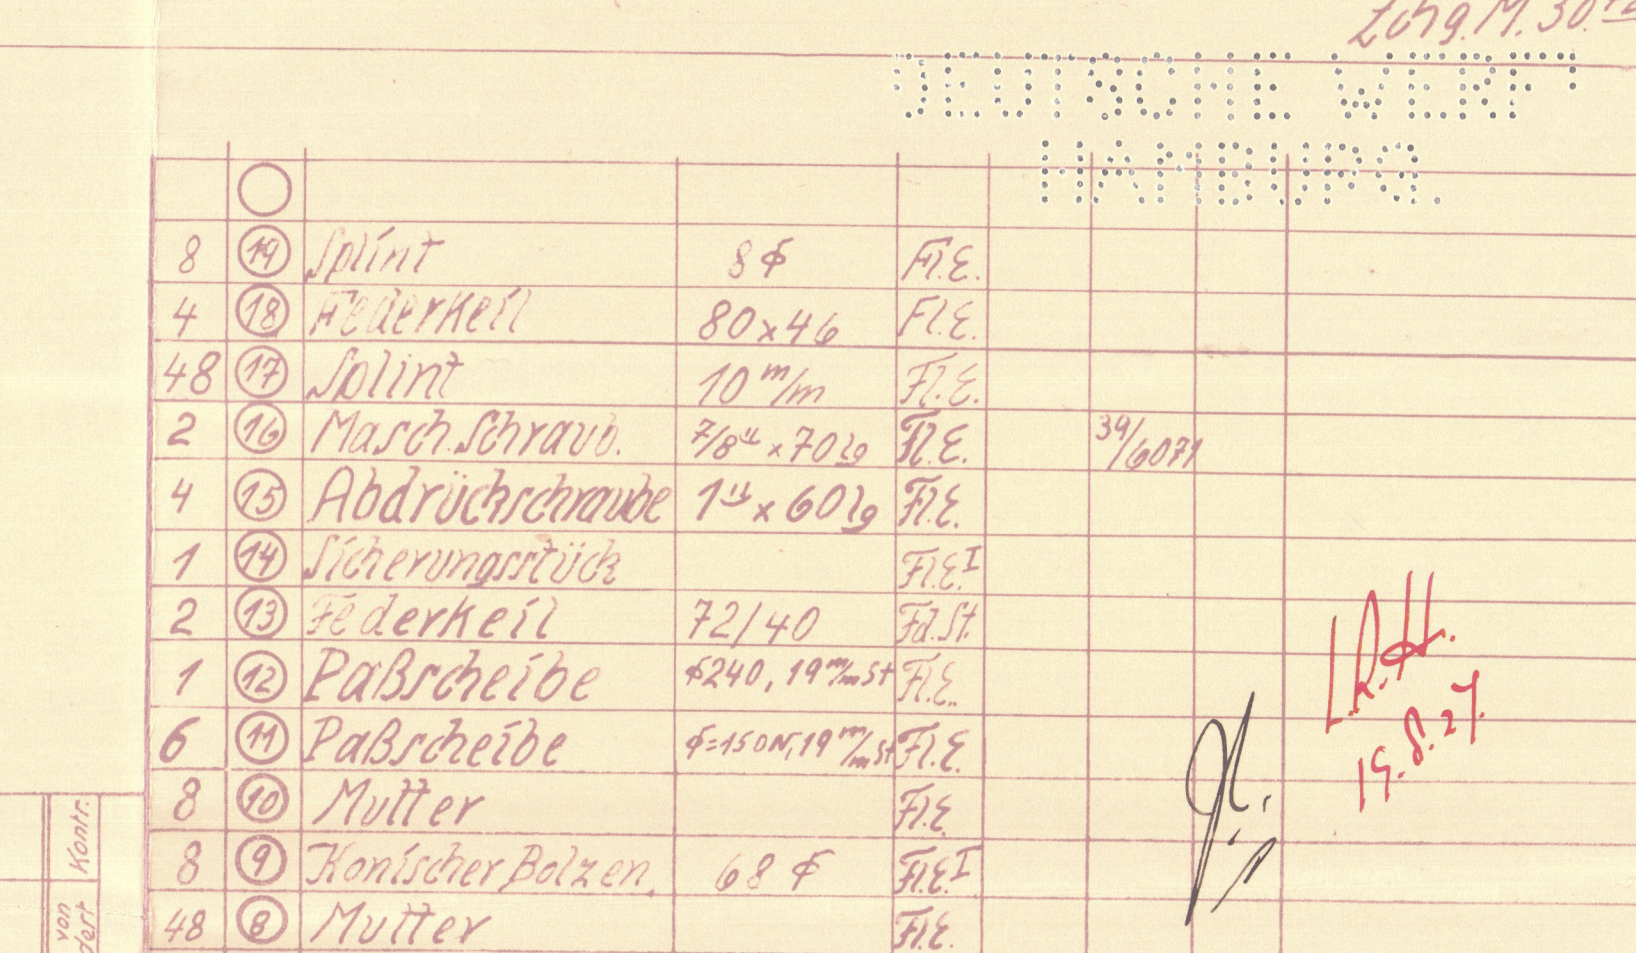 Lchg. M. 30.
DEUTSCHE WERFT
HAMBURG.
8 19 Splint 8 ⌀ Fl.E.
4 18 Federkeil 80x46 Fl.E.
48 17 Splint 10 m/m Fl.E.
2 16 Masch.Schraub. 7/8" x 70 lg Fl.E. 39/6071
4 15 Abdrückschraube 1" x 60 lg Fl.E.
1 14 Sicherungsstück Fl.E.I
2 13 Federkeil 72/40 Fd.St.
1 12 Paßscheibe ⌀240, 19 m/m St Fl.E.
6 11 Paßscheibe ⌀=150N, 19 m/m St Fl.E.
8 10 Mutter Fl.E.
8 9 Konischer Bolzen. 68 ⌀ Fl.E.I
48 8 Mutter Fl.E.
19.8.27.
Kontr.
von